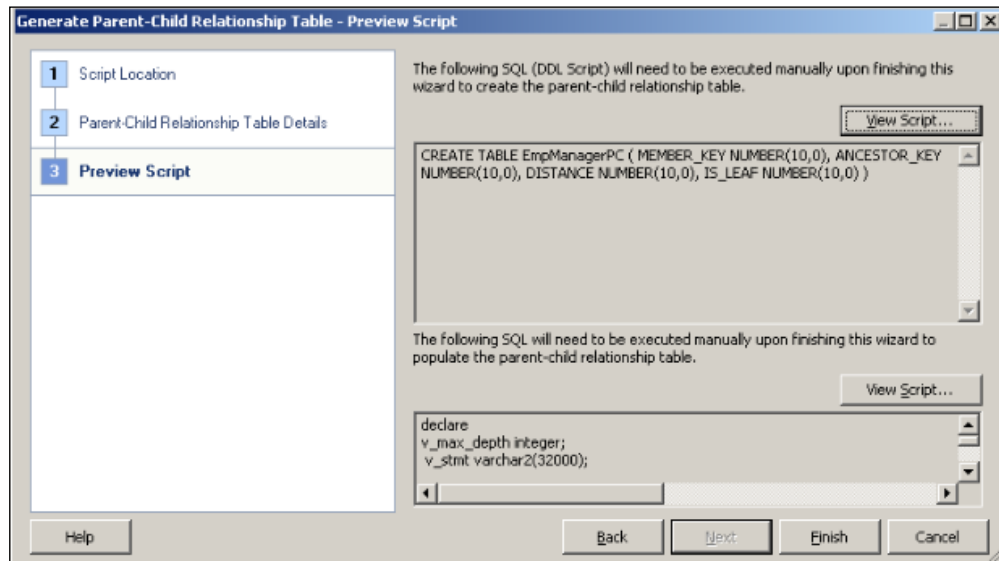 Generate Parent-Child Relationship Table - Preview Script
1 Script Location
2 Parent-Child Relationship Table Details
3 Preview Script
The following SQL (DDL Script) will need to be executed manually upon finishing this
wizard to create the parent-child relationship table.
View Script...
CREATE TABLE EmpManagerPC ( MEMBER_KEY NUMBER(10,0), ANCESTOR_KEY
NUMBER(10,0), DISTANCE NUMBER(10,0), IS_LEAF NUMBER(10,0) )
The following SQL will need to be executed manually upon finishing this wizard to
populate the parent-child relationship table.
View Script...
declare
v_max_depth integer;
v_stmt varchar2(32000);
Help
Back
Next
Finish
Cancel